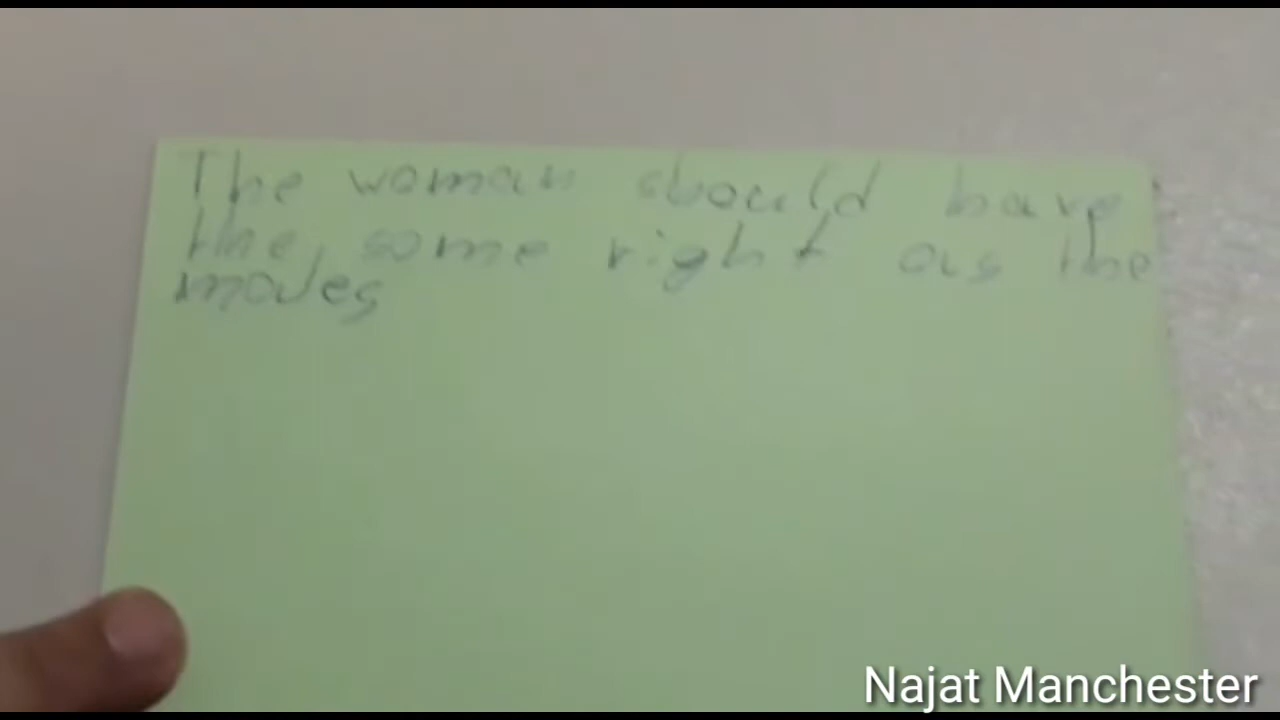 The woman should have
the same right as the
males
Najat Manchester